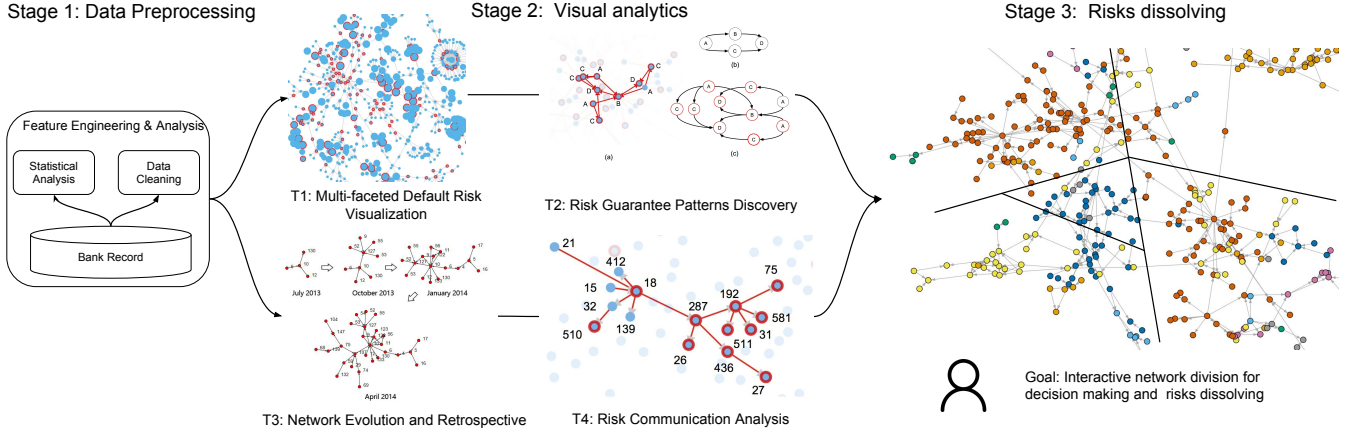 Stage 1: Data Preprocessing
Stage 2: Visual analytics
Stage 3: Risks dissolving
Feature Engineering & Analysis
Statistical
Analysis
Data
Cleaning
Bank Record
T1: Multi-faceted Default Risk
Visualization
C
A
C
D
A
B
C
D
C
A
(a)
A
B
C
D
(b)
A
C
A
C
C
D
B
D
A
C
(c)
T2: Risk Guarantee Patterns Discovery
July 2013
October 2013
January 2014
April 2014
T3: Network Evolution and Retrospective
21
412
15
18
32
510
139
287
192
75
581
31
511
26
436
27
T4: Risk Communication Analysis
Goal: Interactive network division for
decision making and risks dissolving